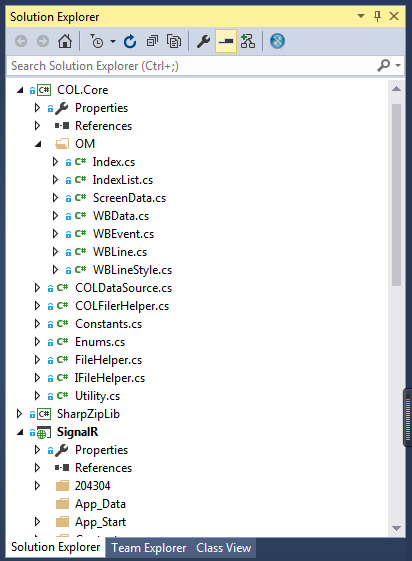 Solution Explorer
Search Solution Explorer (Ctrl+;)
C# COL.Core
Properties
References
OM
C# Index.cs
C# IndexList.cs
C# ScreenData.cs
C# WBData.cs
C# WBEvent.cs
C# WBLine.cs
C# WBLineStyle.cs
C# COLDataSource.cs
C# COLFilerHelper.cs
C# Constants.cs
C# Enums.cs
C# FileHelper.cs
C# IFileHelper.cs
C# Utility.cs
C# SharpZipLib
SignalR
Properties
References
204304
App_Data
App_Start
Solution Explorer Team Explorer Class View